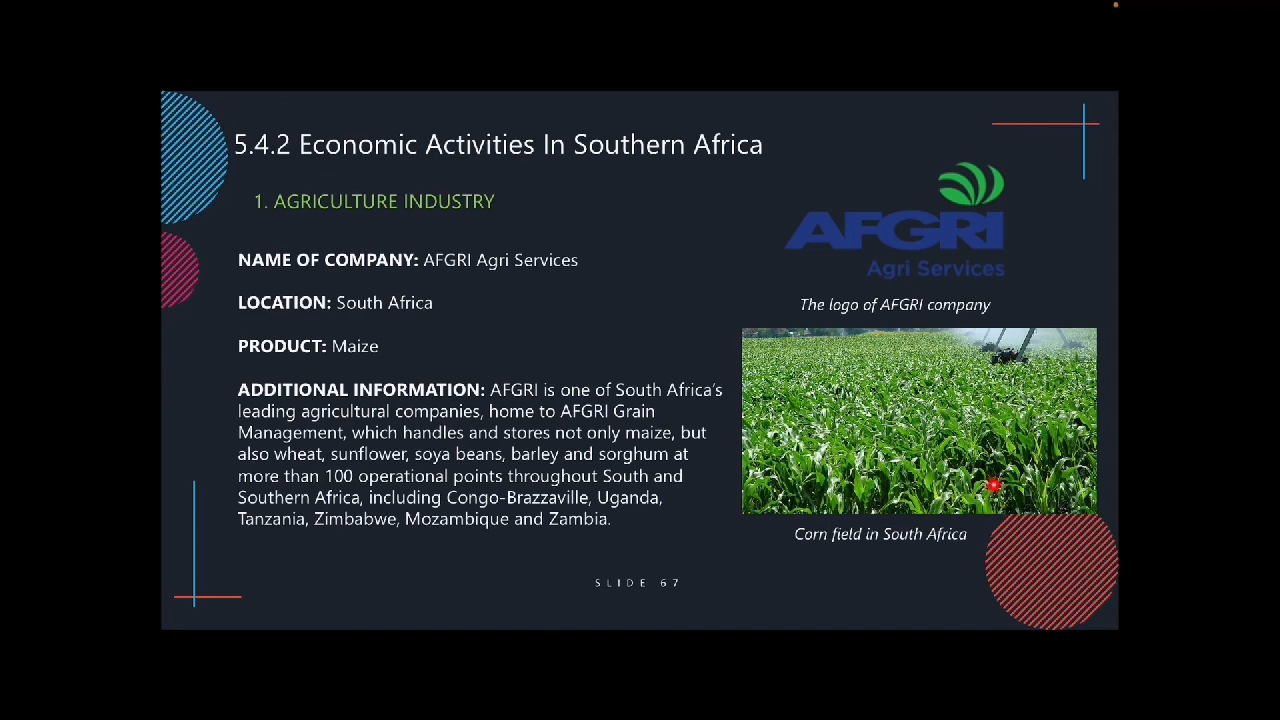 5.4.2 Economic Activities In Southern Africa
1. AGRICULTURE INDUSTRY
NAME OF COMPANY: AFGRI Agri Services
LOCATION: South Africa
PRODUCT: Maize
ADDITIONAL INFORMATION: AFGRI is one of South Africa's
leading agricultural companies, home to AFGRI Grain
Management, which handles and stores not only maize, but
also wheat, sunflower, soya beans, barley and sorghum at
more than 100 operational points throughout South and
Southern Africa, including Congo-Brazzaville, Uganda,
Tanzania, Zimbabwe, Mozambique and Zambia.
AFGRI
Agri Services
The logo of AFGRI company
Corn field in South Africa
SLIDE 67